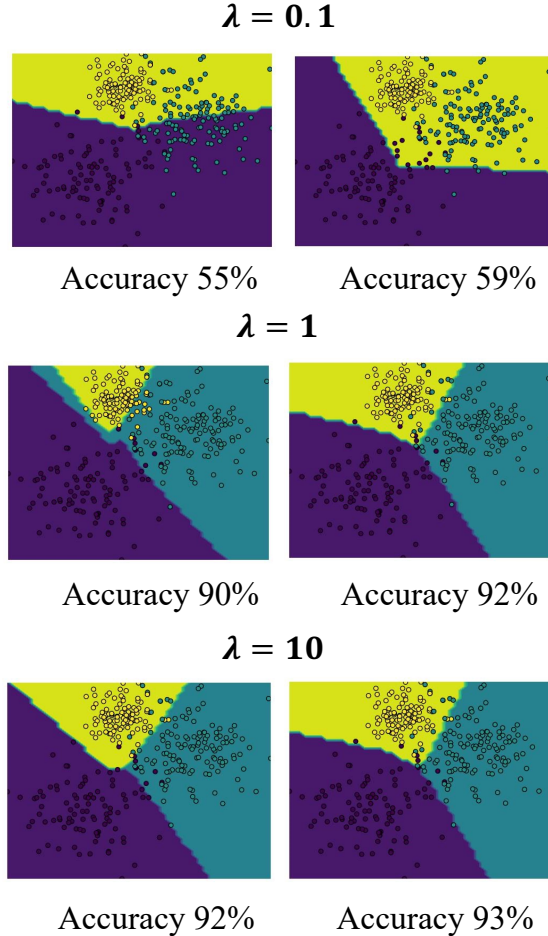 λ = 0.1
Accuracy 55%
Accuracy 59%
λ = 1
Accuracy 90%
Accuracy 92%
λ = 10
Accuracy 92%
Accuracy 93%